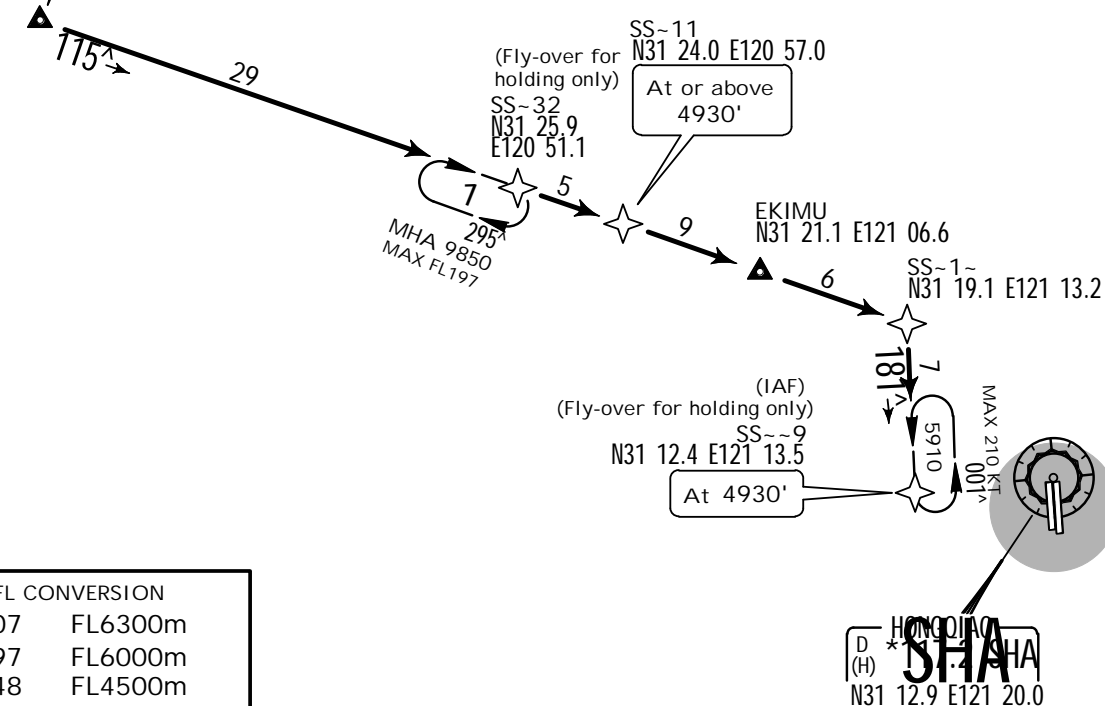 115^
29
(Fly-over for
holding only)
SS~32
N31 25.9
E120 51.1
SS~11
N31 24.0 E120 57.0
At or above
4930'
1
295^
MHA 9850
MAX FL197
5
9
EKIMU
N31 21.1 E121 06.6
6
SS~1~
N31 19.1 E121 13.2
7
181^
(IAF)
(Fly-over for holding only)
SS~~9
N31 12.4 E121 13.5
At 4930'
5910
001^
MAX 210 KT
FL CONVERSION
07 FL6300m
97 FL6000m
48 FL4500m
HONGQIAO
D
(H)
SHA
SHA
N31 12.9 E121 20.0